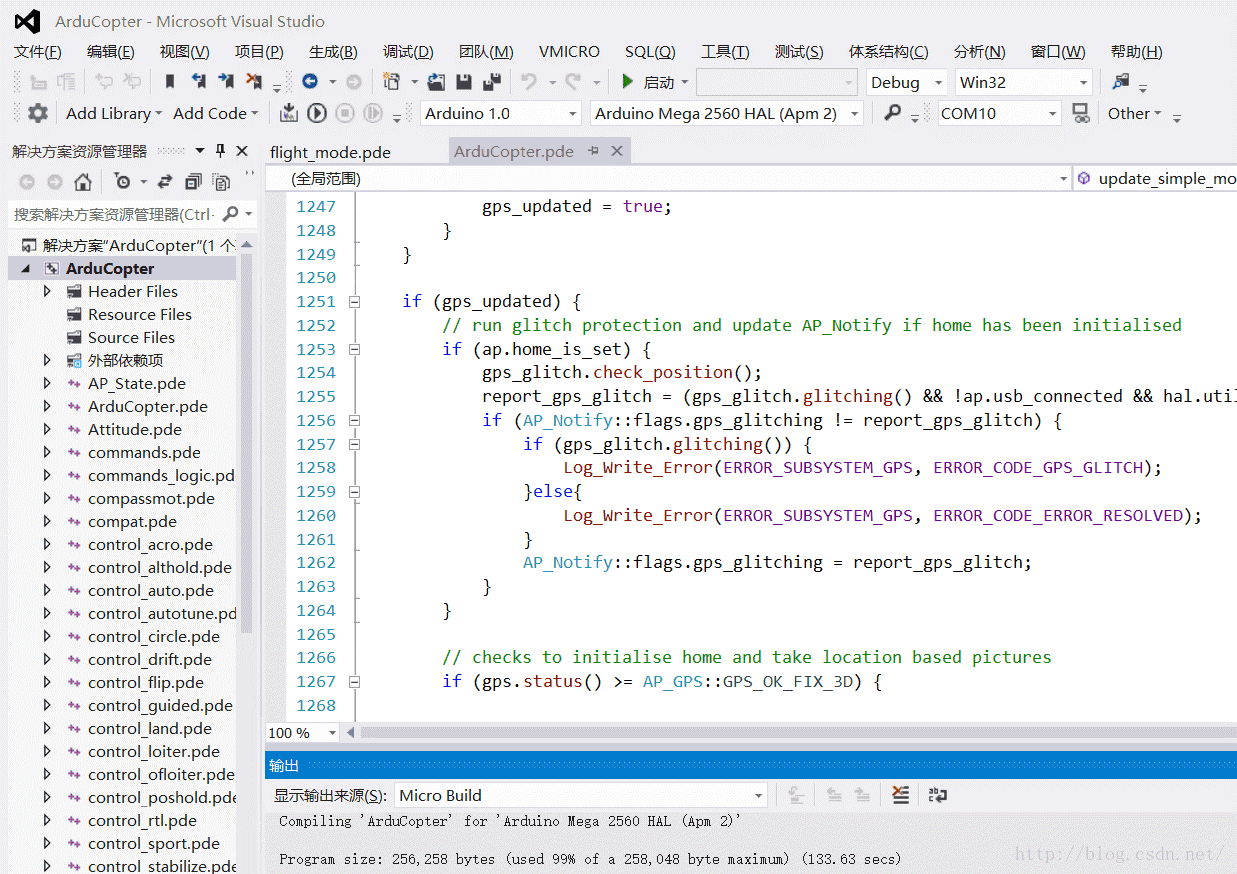 ArduCopter - Microsoft Visual Studio
文件(F) 编辑(E) 视图(V) 项目(P) 生成(B) 调试(D) 团队(M) VMICRO SQL(Q) 工具(T) 测试(S) 体系结构(C) 分析(N) 窗口(W) 帮助(H)
启动 Debug Win32
Add Library Add Code Arduino 1.0 Arduino Mega 2560 HAL (Apm 2) COM10 Other
解决方案资源管理器
搜索解决方案资源管理器(Ctrl-
解决方案"ArduCopter"(1 个
ArduCopter
Header Files
Resource Files
Source Files
外部依赖项
AP_State.pde
ArduCopter.pde
Attitude.pde
commands.pde
commands_logic.pd
compassmot.pde
compat.pde
control_acro.pde
control_althold.pde
control_auto.pde
control_autotune.pd
control_circle.pde
control_drift.pde
control_flip.pde
control_guided.pde
control_land.pde
control_loiter.pde
control_ofloiter.pde
control_poshold.pde
control_rtl.pde
control_sport.pde
control_stabilize.pde
flight_mode.pde ArduCopter.pde
(全局范围) update_simple_mo
1247 gps_updated = true;
1248 }
1249 }
1250
1251 if (gps_updated) {
1252 // run glitch protection and update AP_Notify if home has been initialised
1253 if (ap.home_is_set) {
1254 gps_glitch.check_position();
1255 report_gps_glitch = (gps_glitch.glitching() && !ap.usb_connected && hal.util
1256 if (AP_Notify::flags.gps_glitching != report_gps_glitch) {
1257 if (gps_glitch.glitching()) {
1258 Log_Write_Error(ERROR_SUBSYSTEM_GPS, ERROR_CODE_GPS_GLITCH);
1259 }else{
1260 Log_Write_Error(ERROR_SUBSYSTEM_GPS, ERROR_CODE_ERROR_RESOLVED);
1261 }
1262 AP_Notify::flags.gps_glitching = report_gps_glitch;
1263 }
1264 }
1265
1266 // checks to initialise home and take location based pictures
1267 if (gps.status() >= AP_GPS::GPS_OK_FIX_3D) {
1268
100 %
输出
显示输出来源(S): Micro Build
Compiling 'ArduCopter' for 'Arduino Mega 2560 HAL (Apm 2)'
Program size: 256,258 bytes (used 99% of a 258,048 byte maximum) (133.63 secs)
http://blog.csdn.net/